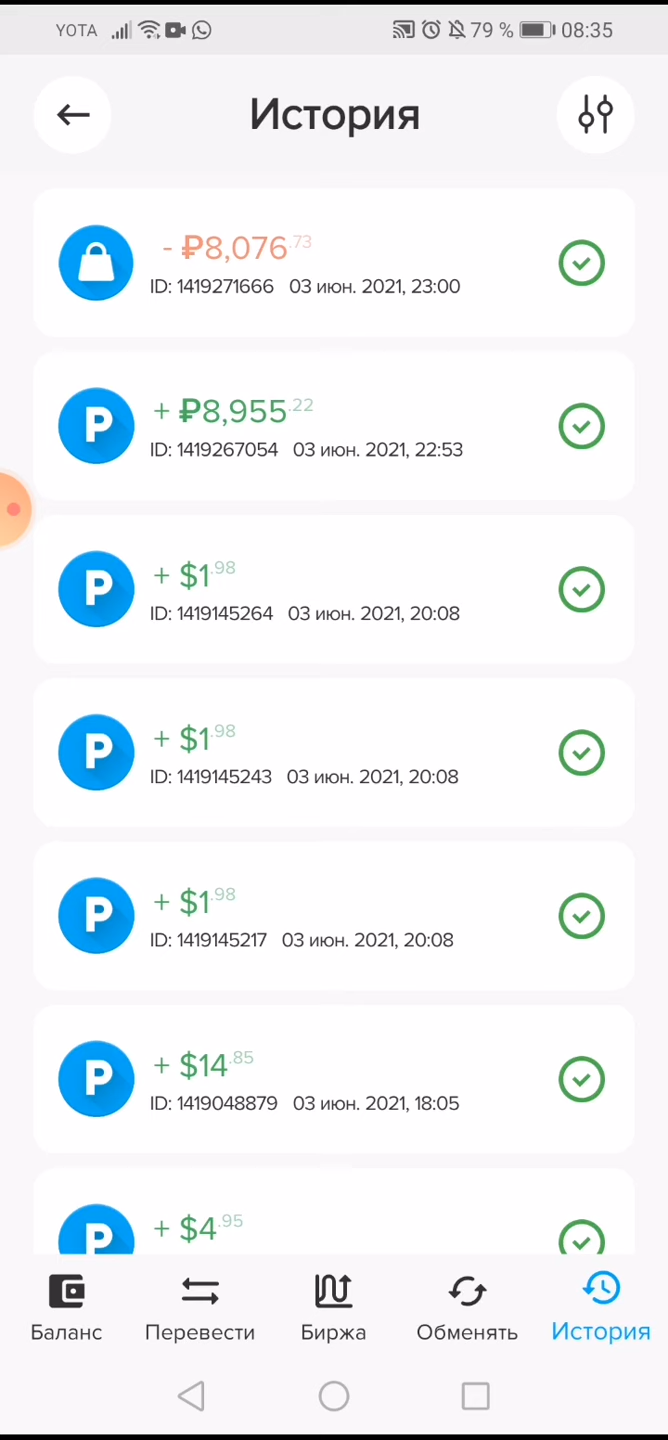 YOTA 79 % 08:35
История
- ₽8,076.73
ID: 1419271666 03 июн. 2021, 23:00
P + ₽8,955.22
ID: 1419267054 03 июн. 2021, 22:53
P + $1.98
ID: 1419145264 03 июн. 2021, 20:08
P + $1.98
ID: 1419145243 03 июн. 2021, 20:08
P + $1.98
ID: 1419145217 03 июн. 2021, 20:08
P + $14.85
ID: 1419048879 03 июн. 2021, 18:05
P + $4.95
Баланс Перевести Биржа Обменять История